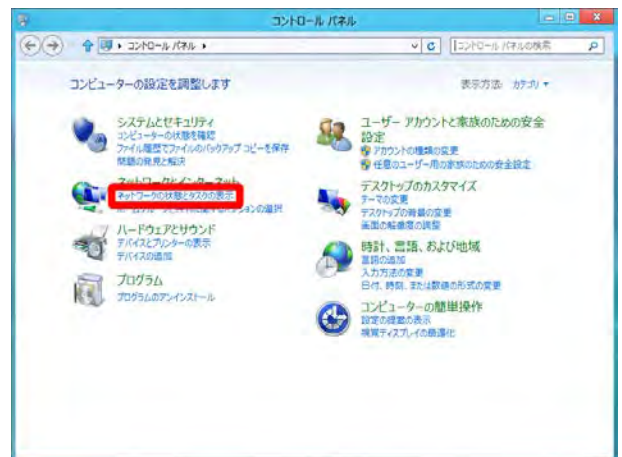 コントロール パネル
コントロール パネル
コントロール パネルの検索
コンピューターの設定を調整します
表示方法: カテゴリ
システムとセキュリティ
コンピューターの状態を確認
ファイル履歴でファイルのバックアップ コピーを保存
問題の発見と解決
ネットワークとインターネット
ネットワークの状態とタスクの表示
ハードウェアとサウンド
デバイスとプリンターの表示
デバイスの追加
プログラム
プログラムのアンインストール
ユーザー アカウントと家族のための安全
設定
アカウントの種類の変更
任意のユーザー用の家族のための安全設定
デスクトップのカスタマイズ
テーマの変更
デスクトップの背景の変更
画面の解像度の調整
時計、言語、および地域
言語の追加
入力方法の変更
日付、時刻、または数値の形式の変更
コンピューターの簡単操作
設定の提案の表示
視覚ディスプレイの最適化